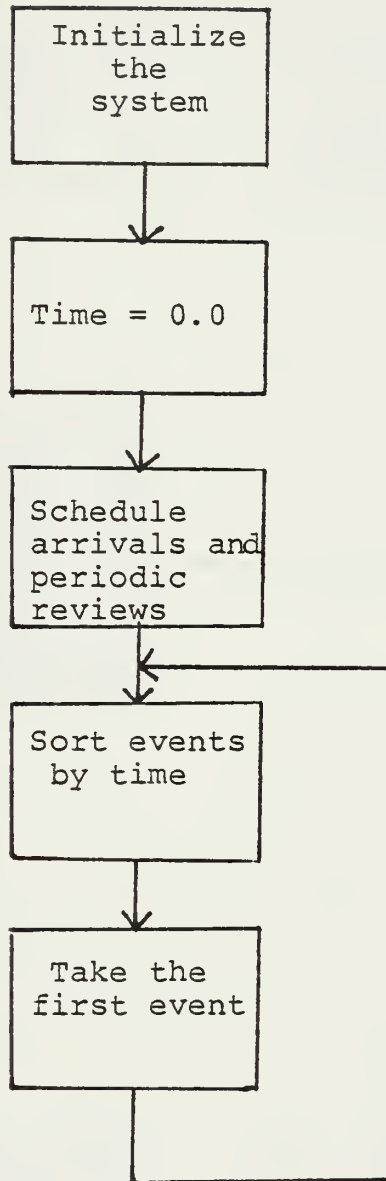 Initialize
the
system
Time = 0.0
Schedule
arrivals and
periodic
reviews
Sort events
by time
Take the
first event